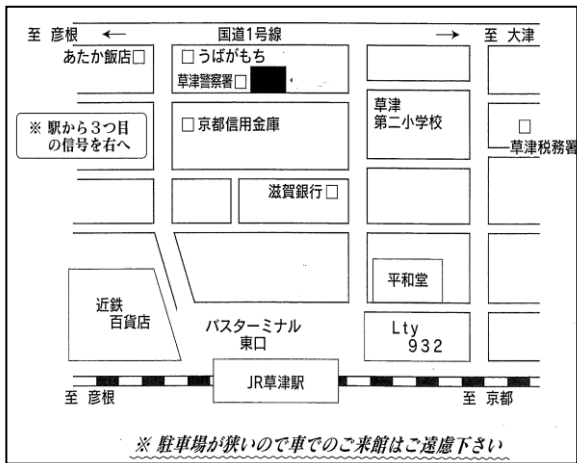 至 彦根 ← 国道1号線 → 至 大津
あたか飯店□ □うばがもち
草津警察署□
草津
第二小学校
※ 駅から3つ目
の信号を右へ
□京都信用金庫
□
草津税務署
滋賀銀行□
平和堂
近鉄
百貨店
バスターミナル
東口
Lty
932
JR草津駅
至 彦根 至 京都
※ 駐車場が狭いので車でのご来館はご遠慮下さい